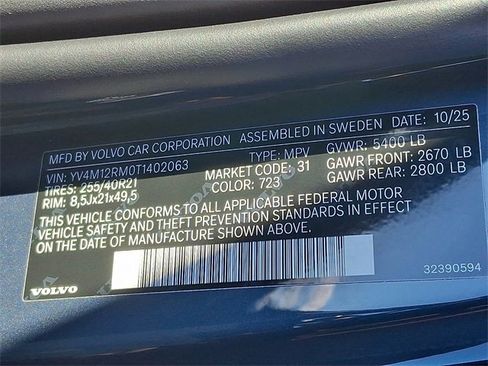 MFD BY VOLVO CAR CORPORATION ASSEMBLED IN SWEDEN DATE: 10/25
VIN: YV4M12RM0T1402063 TYPE: MPV GVWR: 5400 LB
TIRES: 255/40R21 MARKET CODE: 31 GAWR FRONT: 2670 LB
RIM: 8,5Jx21x49,5 COLOR: 723 GAWR REAR: 2800 LB
THIS VEHICLE CONFORMS TO ALL APPLICABLE FEDERAL MOTOR
VEHICLE SAFETY AND THEFT PREVENTION STANDARDS IN EFFECT
ON THE DATE OF MANUFACTURE SHOWN ABOVE.
VOLVO 32390594